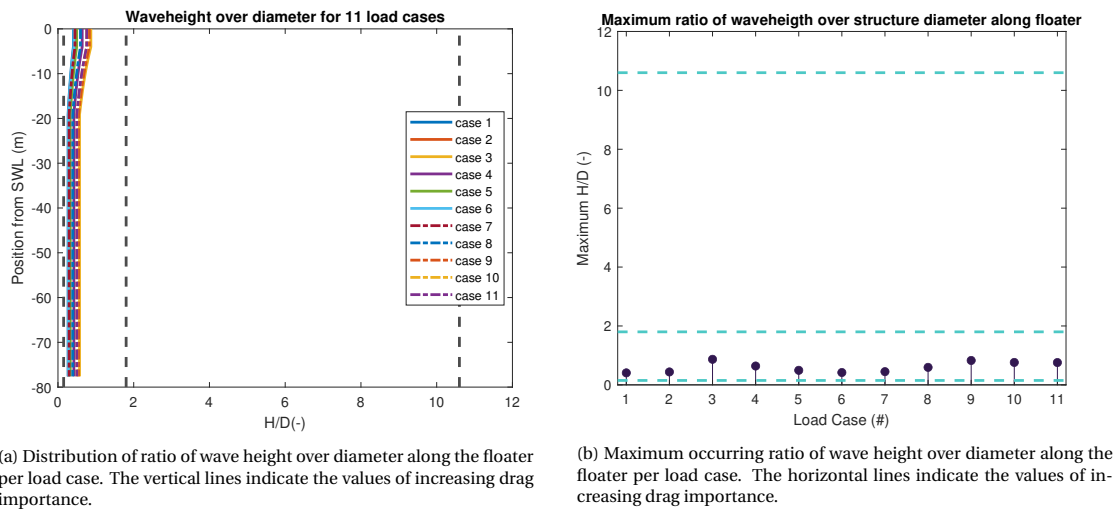 Waveheight over diameter for 11 load cases
0
-10
-20
-30
-40
-50
-60
-70
-80
Position from SWL (m)
case 1
case 2
case 3
case 4
case 5
case 6
case 7
case 8
case 9
case 10
case 11
0 2 4 6 8 10 12
H/D(-)
(a) Distribution of ratio of wave height over diameter along the floater
per load case. The vertical lines indicate the values of increasing drag
importance.
Maximum ratio of waveheigth over structure diameter along floater
12
10
8
6
4
2
0
Maximum H/D (-)
1 2 3 4 5 6 7 8 9 10 11
Load Case (#)
(b) Maximum occurring ratio of wave height over diameter along the
floater per load case. The horizontal lines indicate the values of in-
creasing drag importance.